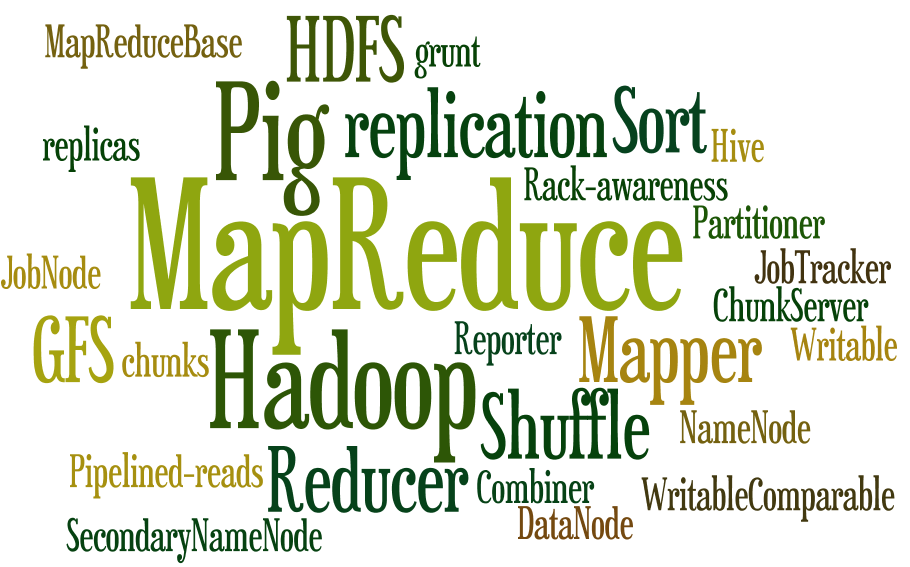 MapReduceBase
HDFS
grunt
Pig
replication
Sort
Hive
replicas
Rack-awareness
MapReduce
Partitioner
JobNode
JobTracker
ChunkServer
GFS
chunks
Hadoop
Reporter
Mapper
Writable
Shuffle
NameNode
Pipelined-reads
Reducer
Combiner
WritableComparable
SecondaryNameNode
DataNode